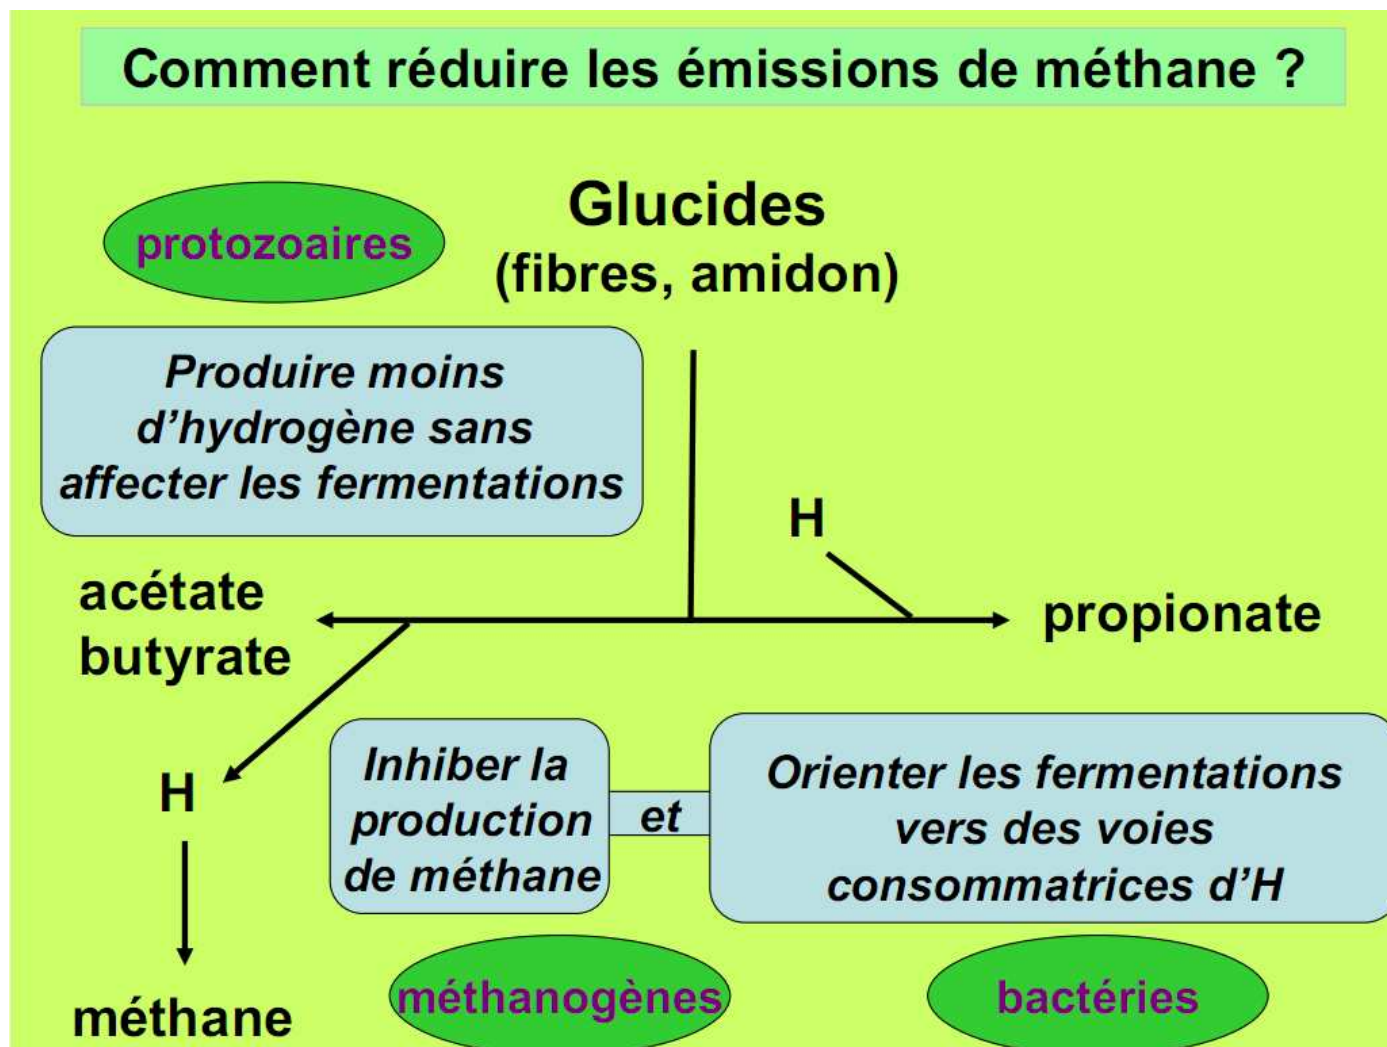 Comment réduire les émissions de méthane ?
protozoaires
Glucides
(fibres, amidon)
Produire moins
d’hydrogène sans
affecter les fermentations
H
acétate
butyrate
propionate
H
Inhiber la
production
de méthane
et
Orienter les fermentations
vers des voies
consommatrices d’H
méthane
méthanogènes
bactéries